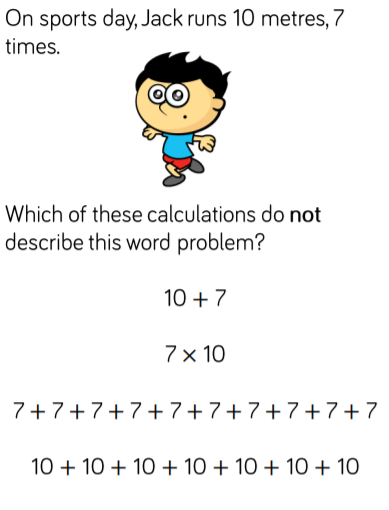 On sports day, Jack runs 10 metres, 7
times.
Which of these calculations do not
describe this word problem?
10 + 7
7 × 10
7 + 7 + 7 + 7 + 7 + 7 + 7 + 7 + 7 + 7
10 + 10 + 10 + 10 + 10 + 10 + 10